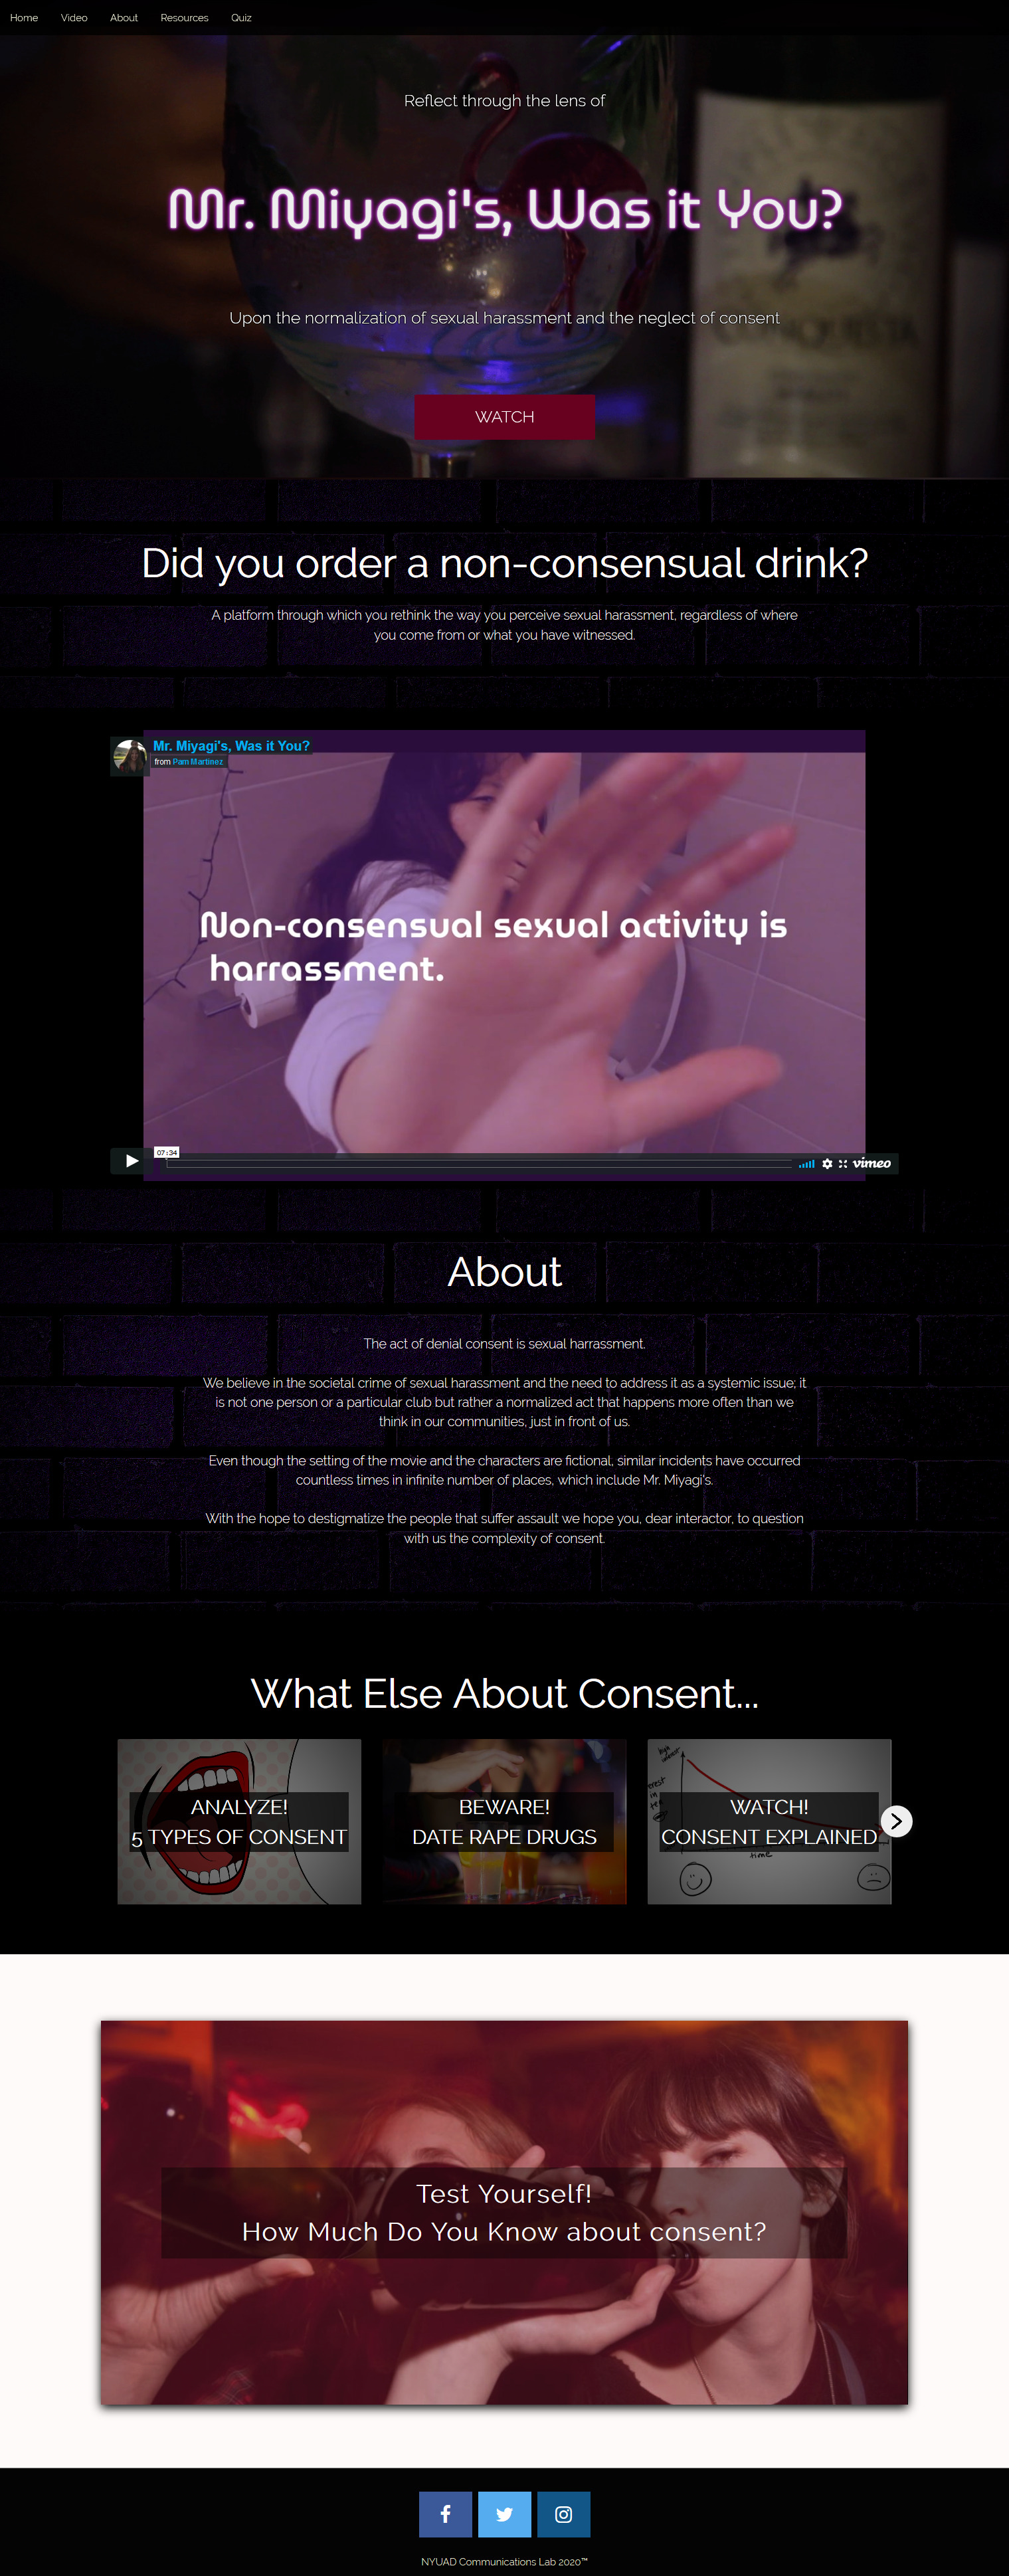 Home Video About Resources Quiz
Reflect through the lens of
Mr. Miyagi's, Was it You?
Upon the normalization of sexual harassment and the neglect of consent
WATCH
Did you order a non-consensual drink?
A platform through which you rethink the way you perceive sexual harassment, regardless of where
you come from or what you have witnessed.
Mr. Miyagi's, Was it You?
from Pam Martinez
Non-consensual sexual activity is
harrassment.
07:34
vimeo
About
The act of denial consent is sexual harrassment.
We believe in the societal crime of sexual harassment and the need to address it as a systemic issue; it
is not one person or a particular club but rather a normalized act that happens more often than we
think in our communities, just in front of us.
Even though the setting of the movie and the characters are fictional, similar incidents have occurred
countless times in infinite number of places, which include Mr. Miyagi's.
With the hope to destigmatize the people that suffer assault we hope you, dear interactor, to question
with us the complexity of consent.
What Else About Consent...
ANALYZE!
5 TYPES OF CONSENT
BEWARE!
DATE RAPE DRUGS
WATCH!
CONSENT EXPLAINED
time
Test Yourself!
How Much Do You Know about consent?
NYUAD Communications Lab 2020™